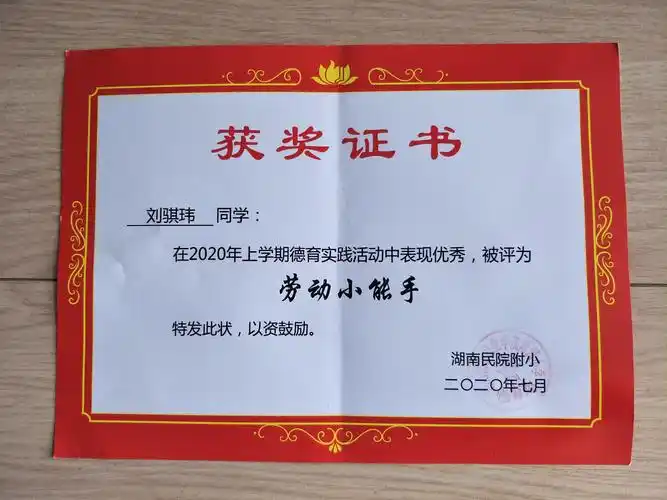 获奖证书
刘骐玮 同学：
在2020年上学期德育实践活动中表现优秀，被评为
劳动小能手
特发此状，以资鼓励。
湖南民院附小
二〇二〇年七月